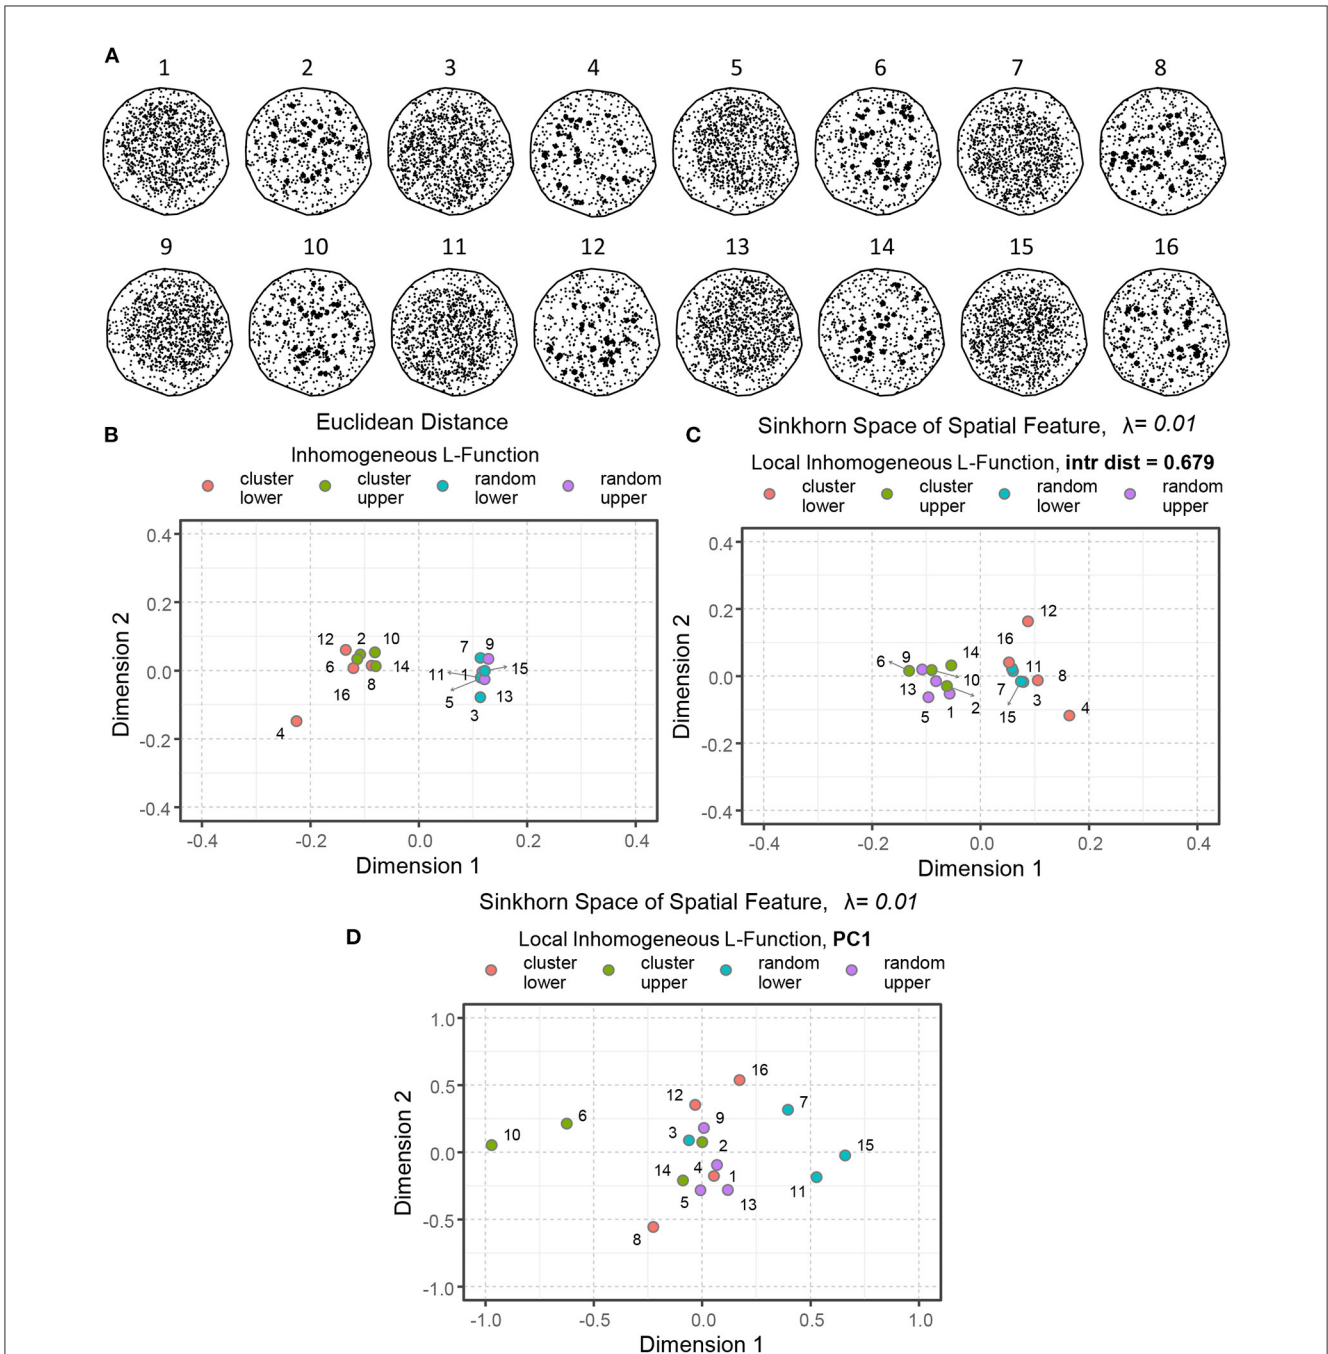 A
1 2 3 4 5 6 7 8
9 10 11 12 13 14 15 16
B
Euclidean Distance
Inhomogeneous L-Function
cluster lower cluster upper random lower random upper
0.4
0.2
0.0
-0.2
-0.4
Dimension 2
12 2 10 7 9
6 14 11 1 15
16 8 5 13
4 3
-0.4 -0.2 0.0 0.2 0.4
Dimension 1
C
Sinkhorn Space of Spatial Feature, λ= 0.01
Local Inhomogeneous L-Function, intr dist = 0.679
cluster lower cluster upper random lower random upper
0.4
0.2
0.0
-0.2
-0.4
Dimension 2
12
6 9 14 16 11 8
13 10 7 3 4
5 1 2 15
-0.4 -0.2 0.0 0.2 0.4
Dimension 1
Sinkhorn Space of Spatial Feature, λ= 0.01
D
Local Inhomogeneous L-Function, PC1
cluster lower cluster upper random lower random upper
1.0
0.5
0.0
-0.5
-1.0
Dimension 2
16
12 7
10 6 3 9 2 15
14 4 1 11
5 13
8
-1.0 -0.5 0.0 0.5 1.0
Dimension 1